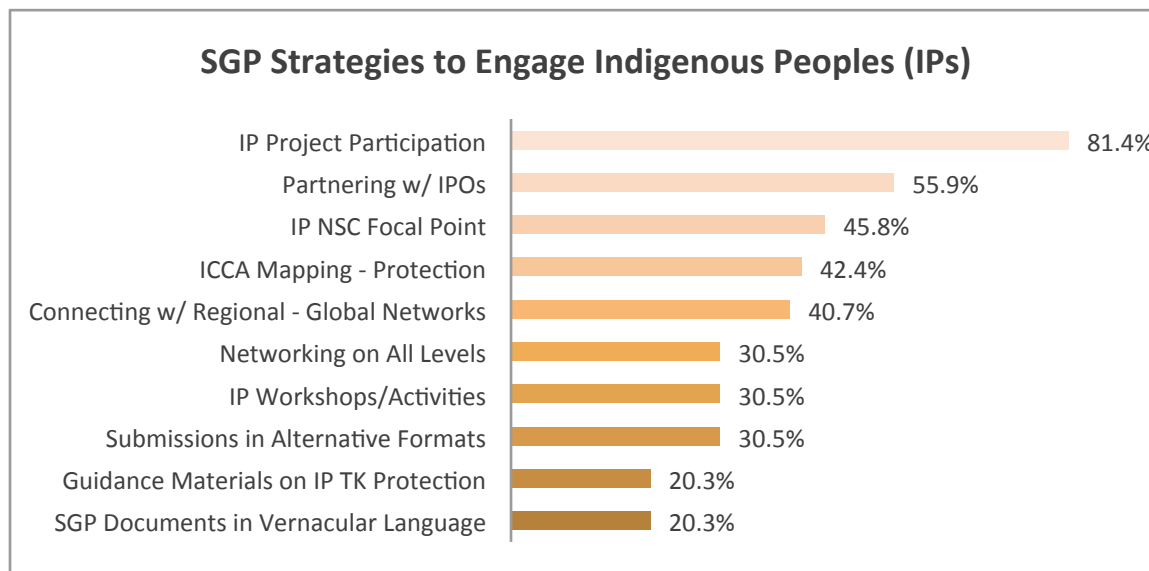 SGP Strategies to Engage Indigenous Peoples (IPs)
IP Project Participation 81.4%
Partnering w/ IPOs 55.9%
IP NSC Focal Point 45.8%
ICCA Mapping - Protection 42.4%
Connecting w/ Regional - Global Networks 40.7%
Networking on All Levels 30.5%
IP Workshops/Activities 30.5%
Submissions in Alternative Formats 30.5%
Guidance Materials on IP TK Protection 20.3%
SGP Documents in Vernacular Language 20.3%